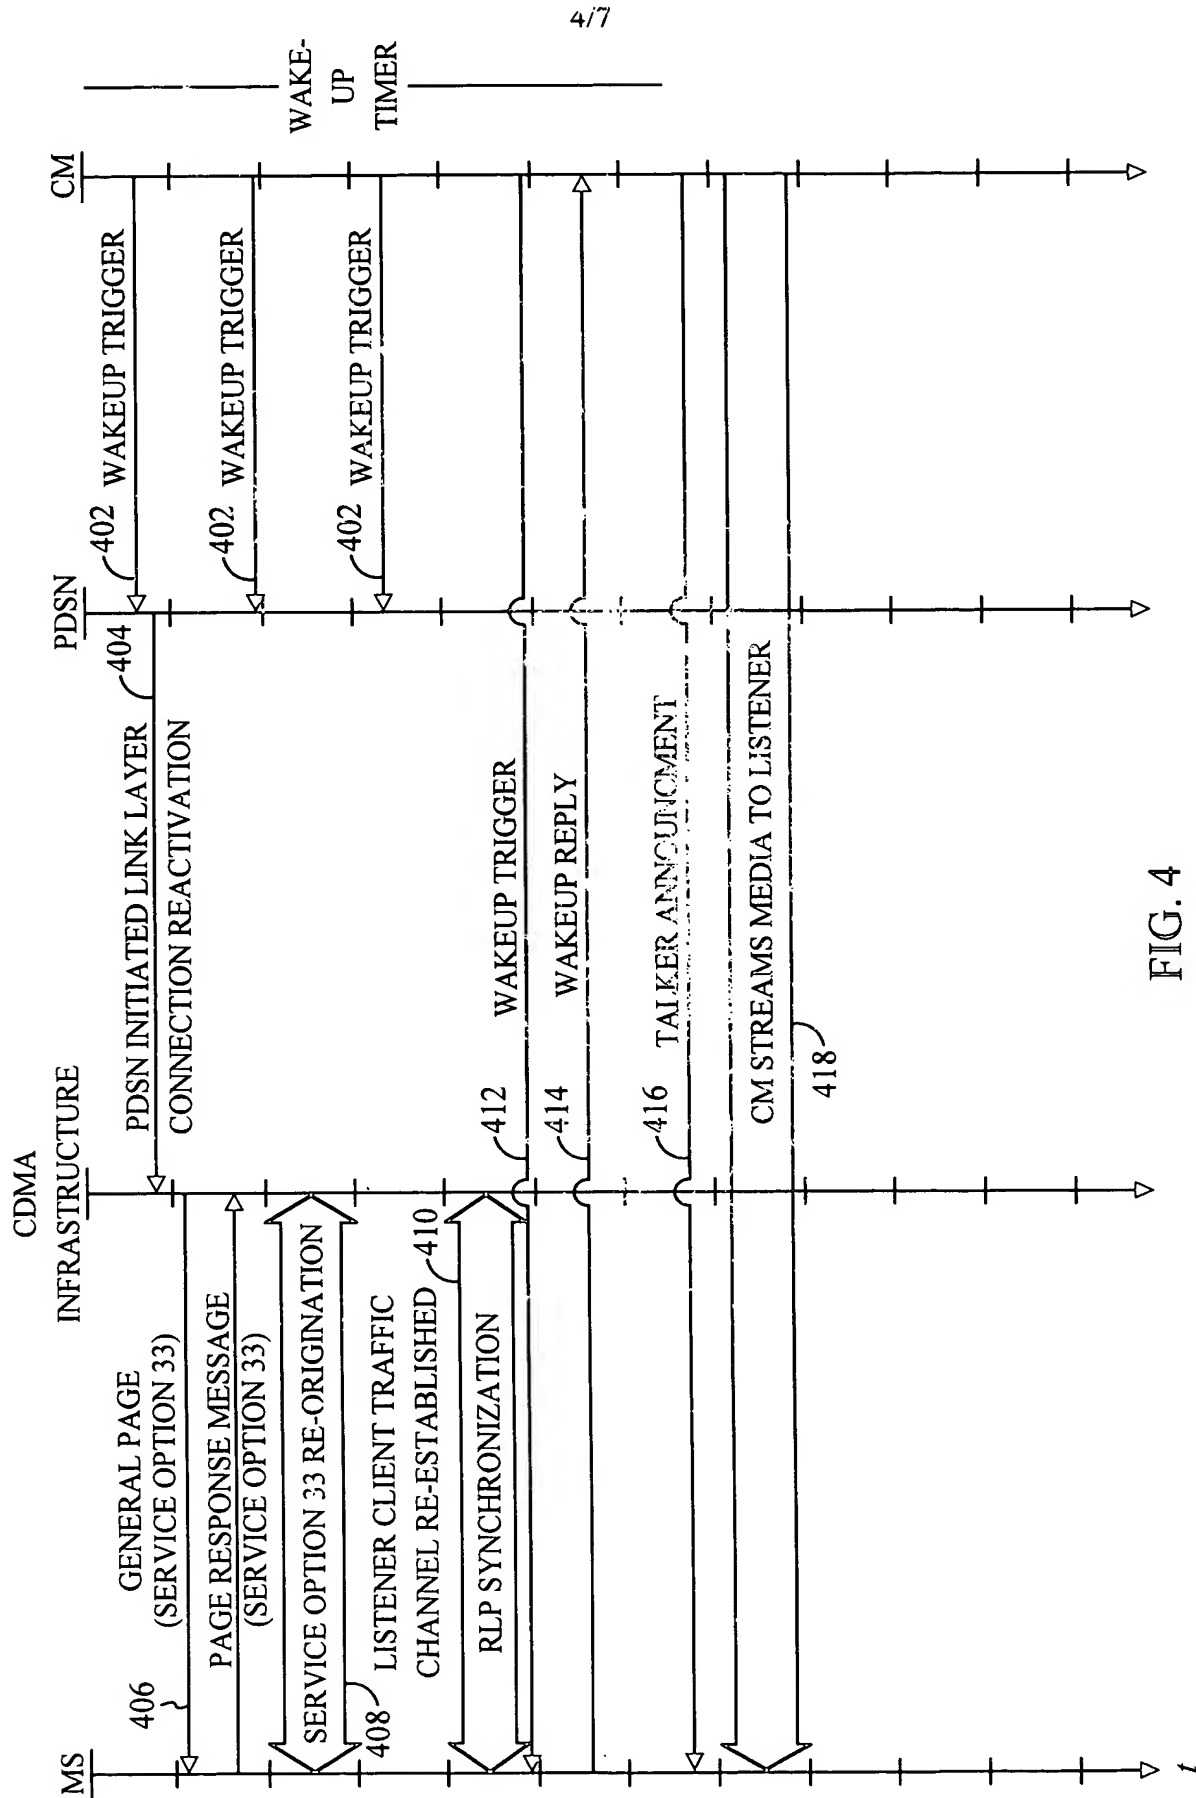 4/7
MS
CDMA
INFRASTRUCTURE
PDSN
CM
402
WAKEUP TRIGGER
404
PDSN INITIATED LINK LAYER
CONNECTION REACTIVATION
406
GENERAL PAGE
(SERVICE OPTION 33)
402
WAKEUP TRIGGER
PAGE RESPONSE MESSAGE
(SERVICE OPTION 33)
WAKE-
UP
TIMER
SERVICE OPTION 33 RE-ORIGINATION
402
WAKEUP TRIGGER
408
LISTENER CLIENT TRAFFIC
CHANNEL RE-ESTABLISHED
410
RLP SYNCHRONIZATION
412
WAKEUP TRIGGER
414
WAKEUP REPLY
416
TALKER ANNOUNCMENT
CM STREAMS MEDIA TO LISTENER
418
t
FIG. 4